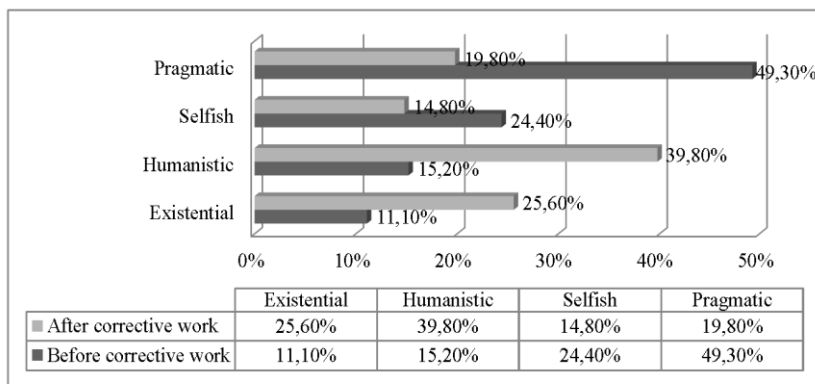 19,80%
Pragmatic
49,30%
14,80%
Selfish
24,40%
39,80%
Humanistic
15,20%
25,60%
Existential
11,10%
0% 10% 20% 30% 40% 50%
Existential Humanistic Selfish Pragmatic
After corrective work 25,60% 39,80% 14,80% 19,80%
Before corrective work 11,10% 15,20% 24,40% 49,30%